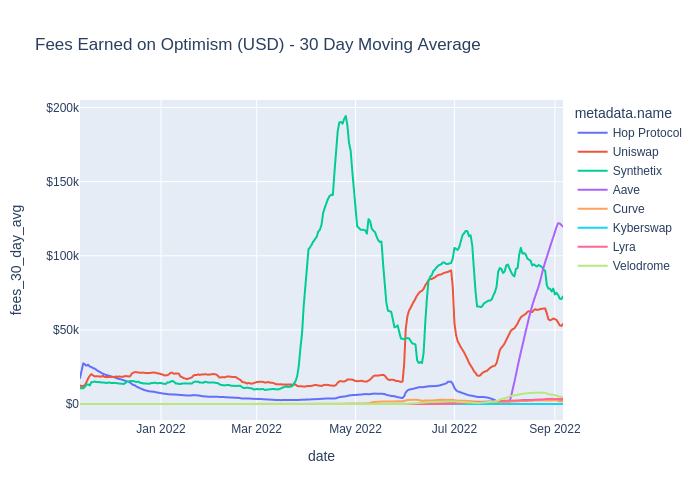 Fees Earned on Optimism (USD) - 30 Day Moving Average
metadata.name
$200k
$150k
$100k
$50k
$0
fees_30_day_avg
Jan 2022
Mar 2022
May 2022
Jul 2022
Sep 2022
date
Hop Protocol
Uniswap
Synthetix
Aave
Curve
Kyberswap
Lyra
Velodrome